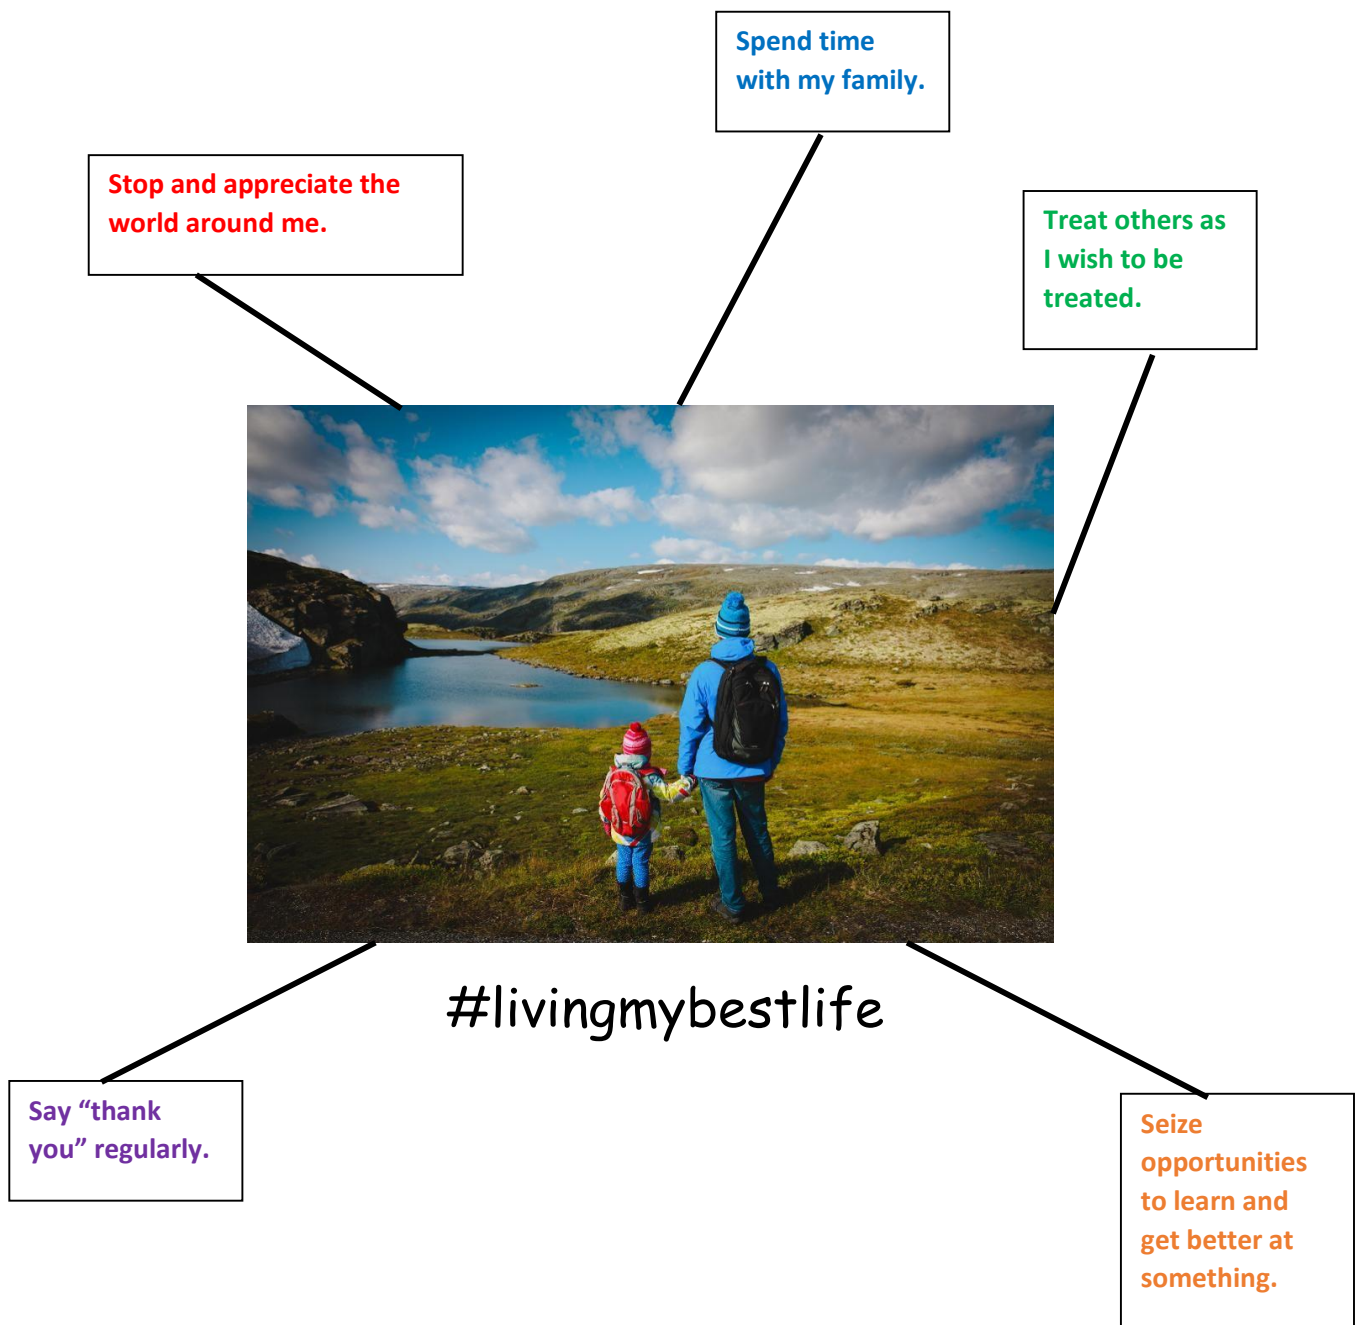 Spend time
with my family.
Stop and appreciate the
world around me.
Treat others as
I wish to be
treated.
#livingmybestlife
Say “thank
you” regularly.
Seize
opportunities
to learn and
get better at
something.